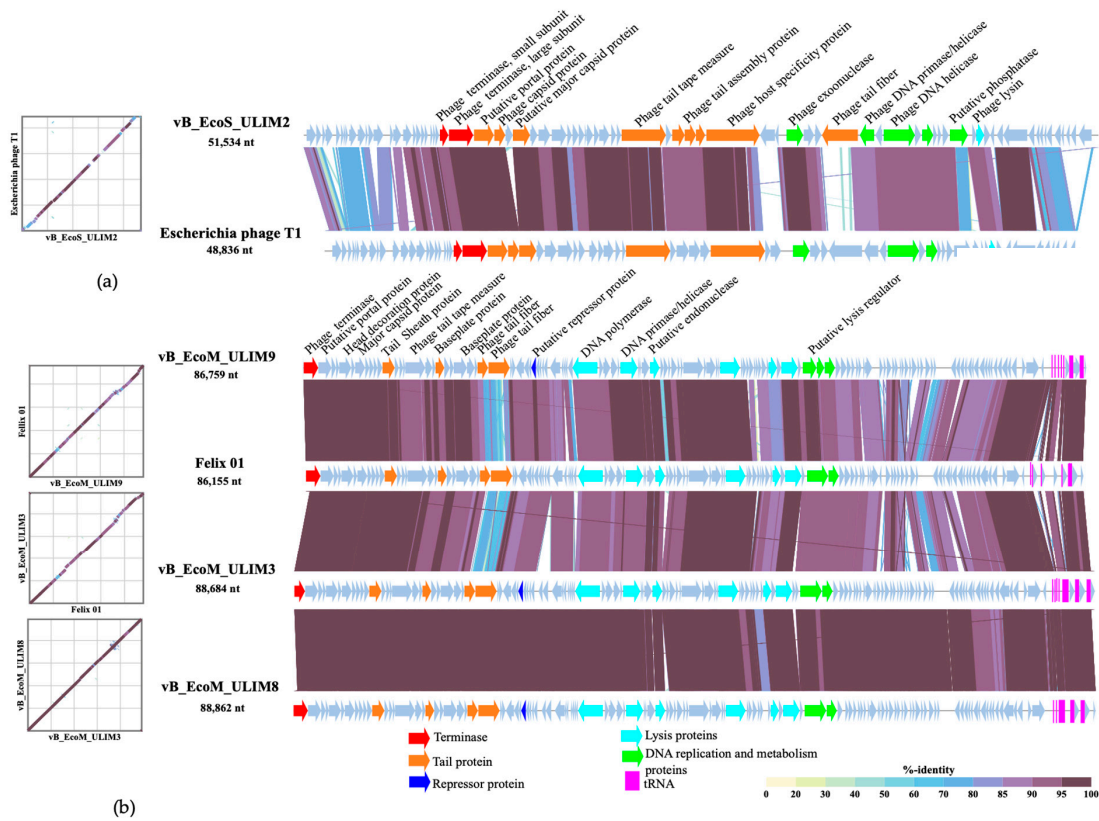 (a)
Escherichia phage T1
vB_EcoS_ULIM2
vB_EcoS_ULIM2
51,534 nt
Escherichia phage T1
48,836 nt
Phage terminase, small subunit
Phage terminase, large subunit
Putative portal protein
Phage capsid protein
Putative major capsid protein
Phage tail tape measure
Phage tail assembly protein
Phage host specificity protein
Phage exoonuclease
Phage tail fiber
Phage DNA primase/helicase
Phage DNA helicase
Putative phosphatase
Phage lysin
(b)
Felix 01
vB_EcoM_ULIM9
vB_EcoM_ULIM3
Felix 01
vB_EcoM_ULIM8
vB_EcoM_ULIM3
vB_EcoM_ULIM9
86,759 nt
Felix 01
86,155 nt
vB_EcoM_ULIM3
88,684 nt
vB_EcoM_ULIM8
88,862 nt
Phage terminase
Putative portal protein
Head decoration protein
Major capsid protein
Tail Sheath protein
Phage tail tape measure
Baseplate protein
Baseplate protein
Phage tail fiber
Phage tail fiber
Putative repressor protein
DNA polymerase
DNA primase/helicase
Putative endonuclease
Putative lysis regulator
Terminase
Tail protein
Repressor protein
Lysis proteins
DNA replication and metabolism
proteins
tRNA
%-identity
0 20 30 40 50 60 70 80 85 90 95 100